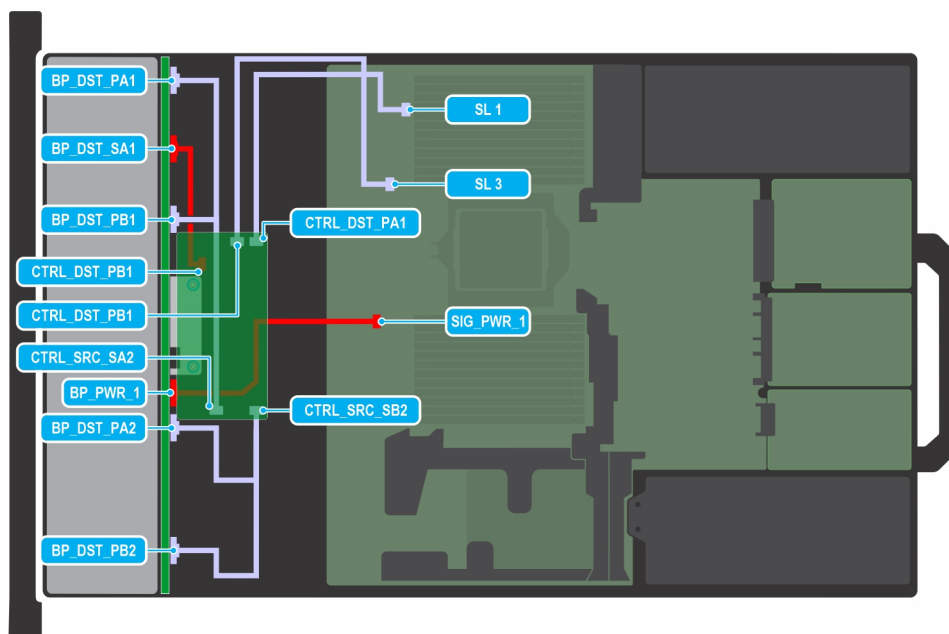 BP_DST_PA1
SL 1
BP_DST_SA1
SL 3
BP_DST_PB1
CTRL_DST_PA1
CTRL_DST_PB1
CTRL_DST_PB1
SIG_PWR_1
CTRL_SRC_SA2
BP_PWR_1
CTRL_SRC_SB2
BP_DST_PA2
BP_DST_PB2